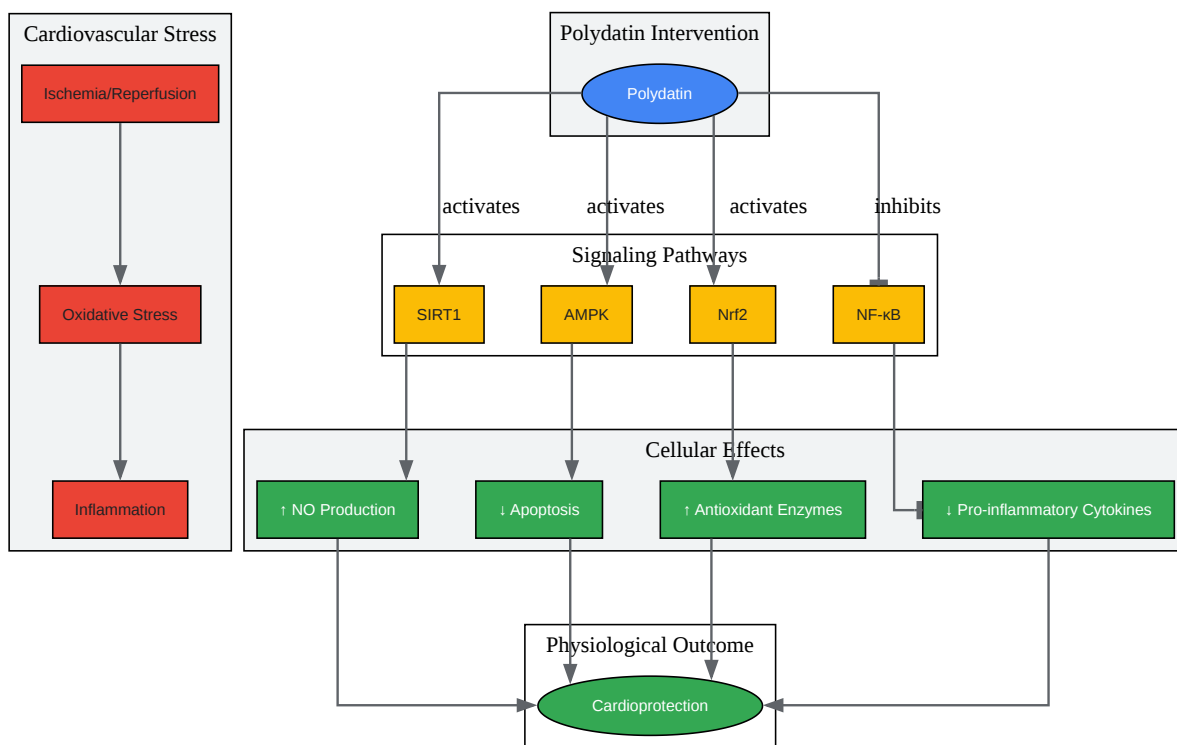 Cardiovascular Stress
Ischemia/Reperfusion
Oxidative Stress
Inflammation
Polydatin Intervention
Polydatin
activates
activates
activates
inhibits
Signaling Pathways
SIRT1
AMPK
Nrf2
NF-κB
Cellular Effects
↑ NO Production
↓ Apoptosis
↑ Antioxidant Enzymes
↓ Pro-inflammatory Cytokines
Physiological Outcome
Cardioprotection